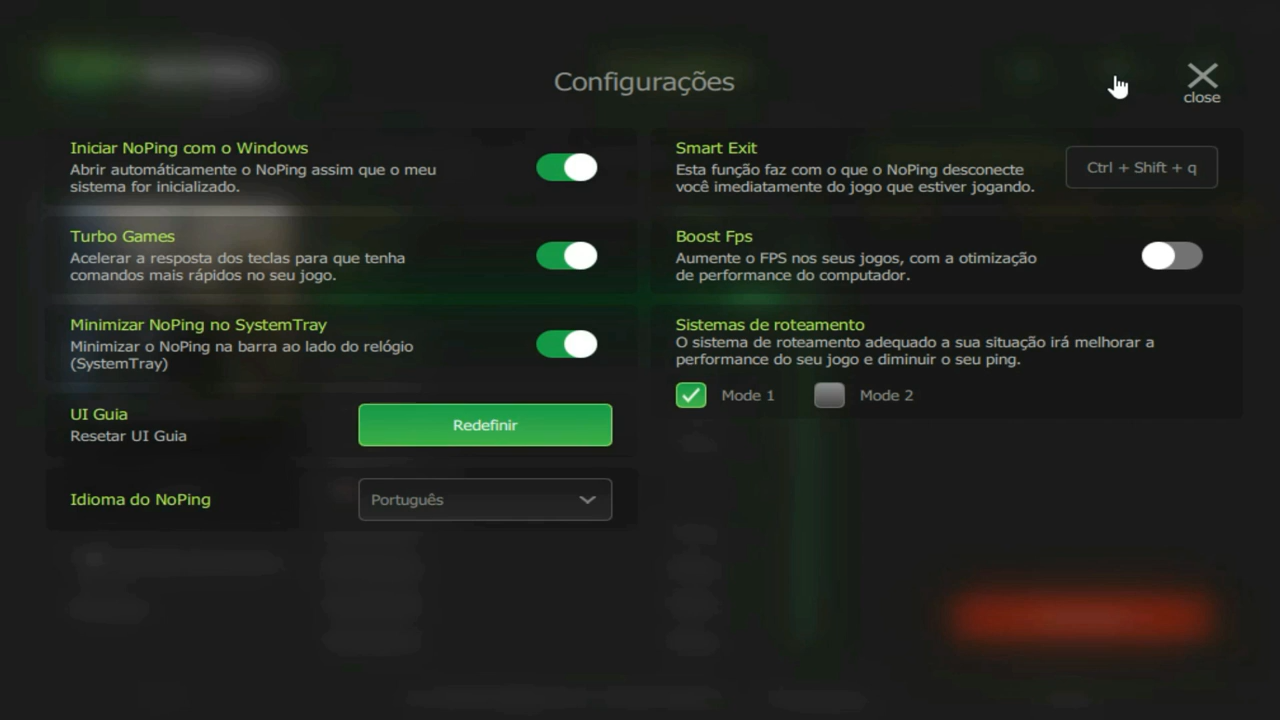 Configurações
close
Iniciar NoPing com o Windows
Abrir automáticamente o NoPing assim que o meu
sistema for inicializado.
Turbo Games
Acelerar a resposta dos teclas para que tenha
comandos mais rápidos no seu jogo.
Minimizar NoPing no SystemTray
Minimizar o NoPing na barra ao lado do relógio
(SystemTray)
UI Guia
Resetar UI Guia
Redefinir
Idioma do NoPing
Português
Smart Exit
Esta função faz com o que o NoPing desconecte
você imediatamente do jogo que estiver jogando.
Ctrl + Shift + q
Boost Fps
Aumente o FPS nos seus jogos, com a otimização
de performance do computador.
Sistemas de roteamento
O sistema de roteamento adequado a sua situação irá melhorar a
performance do seu jogo e diminuir o seu ping.
Mode 1
Mode 2